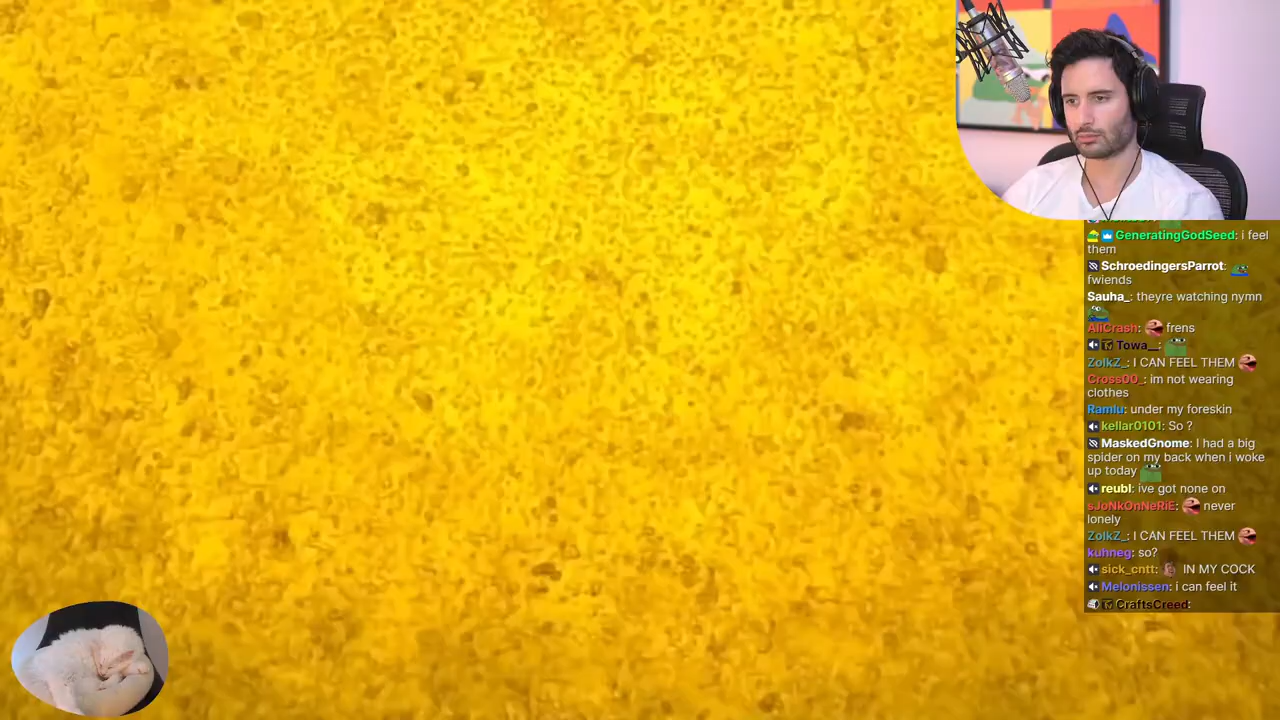 GeneratingGodSeed: i feel
them
SchroedingersParrot:
fwiends
Sauha_: theyre watching nymn
AliCrash: frens
Towa__:
ZolkZ_: I CAN FEEL THEM
Cross00_: im not wearing
clothes
Ramlu: under my foreskin
kellar0101: So ?
MaskedGnome: I had a big
spider on my back when i woke
up today
reubl: ive got none on
sJoNkOnNeRiE: never
lonely
ZolkZ_: I CAN FEEL THEM
kuhneg: so?
sick_cntt: IN MY COCK
Melonissen: i can feel it
CraftsCreed: